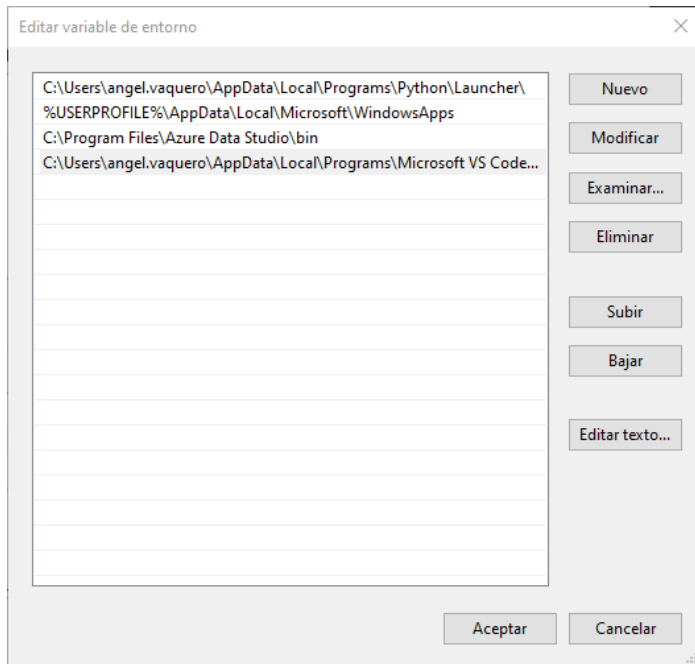 Editar variable de entorno
C:\Users\angel.vaquero\AppData\Local\Programs\Python\Launcher\
%USERPROFILE%\AppData\Local\Microsoft\WindowsApps
C:\Program Files\Azure Data Studio\bin
C:\Users\angel.vaquero\AppData\Local\Programs\Microsoft VS Code...
Nuevo
Modificar
Examinar...
Eliminar
Subir
Bajar
Editar texto...
Aceptar
Cancelar